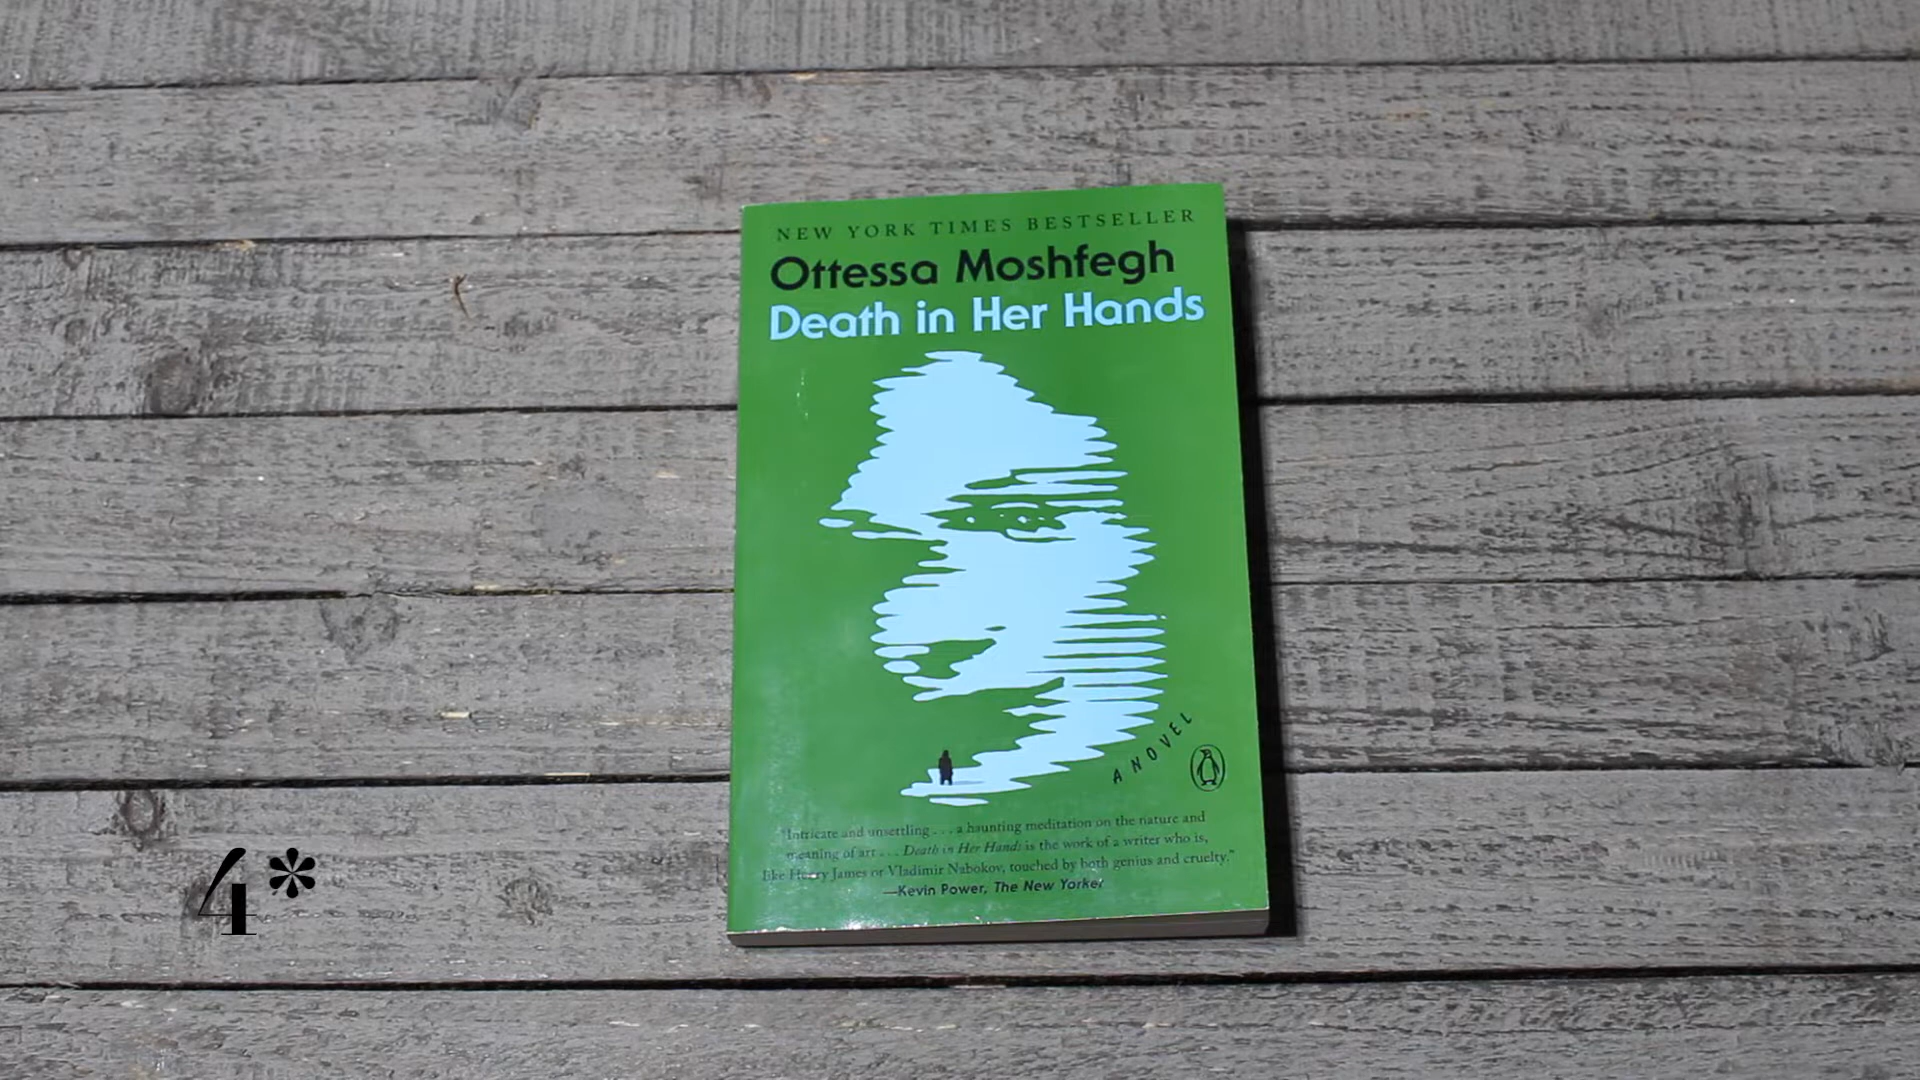 NEW YORK TIMES BESTSELLER
Ottessa Moshfegh
Death in Her Hands
A NOVEL
"Intricate and unsettling . . . a haunting meditation on the nature and
meaning of art . . . Death in Her Hands is the work of a writer who is,
like Henry James or Vladimir Nabokov, touched by both genius and cruelty."
—Kevin Power, The New Yorker
4*